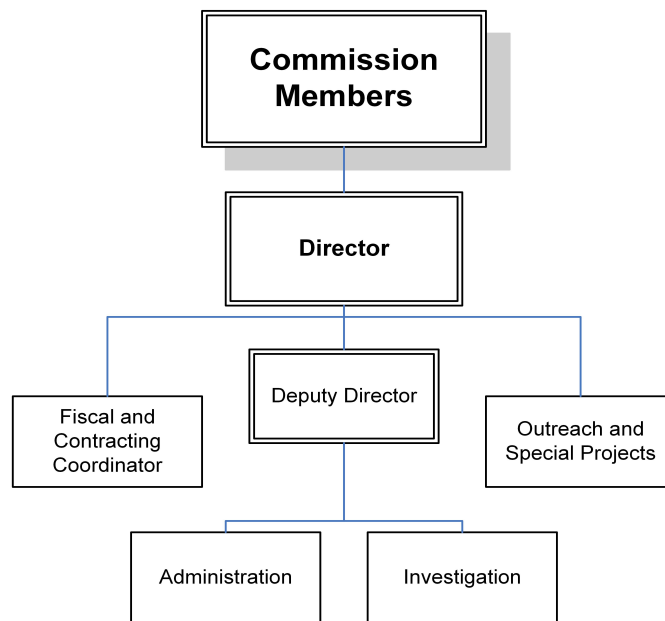 Commission
Members
Director
Deputy Director
Fiscal and
Contracting
Coordinator
Outreach and
Special Projects
Administration
Investigation